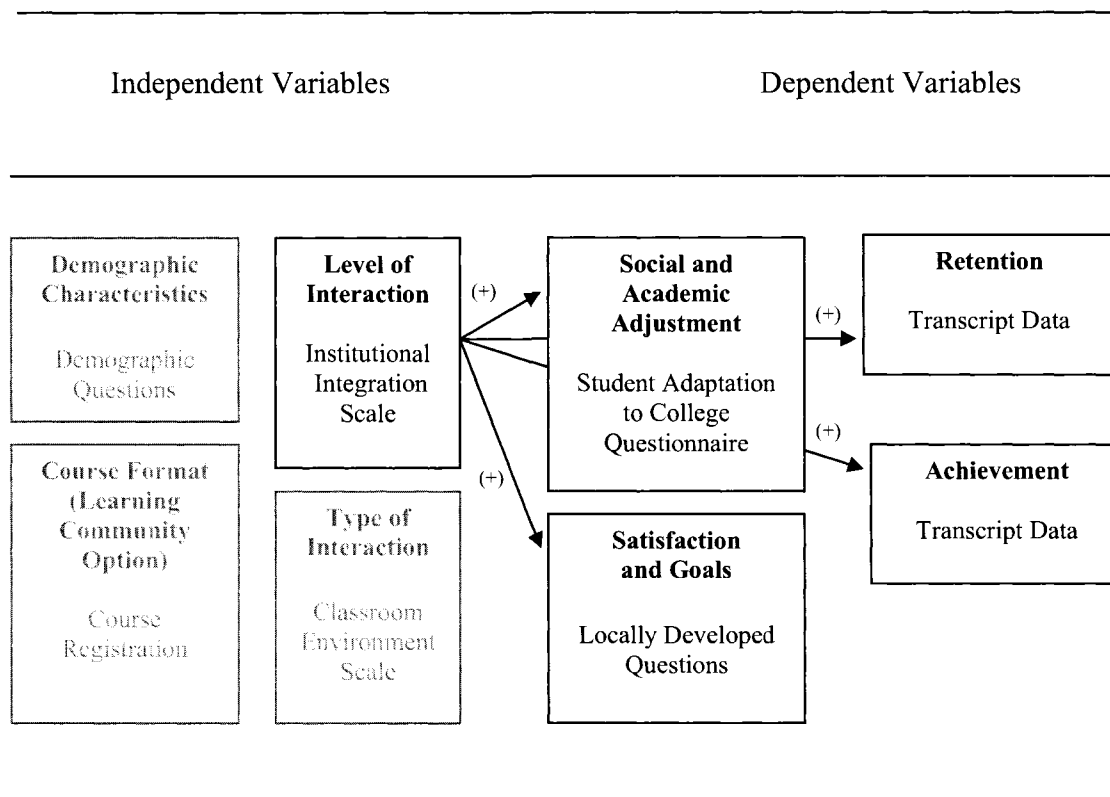 Independent Variables
Dependent Variables
Demographic
Characteristics
Demographic
Questions
Course Format
(Learning
Community
Option)
Course
Registration
Level of
Interaction
Institutional
Integration
Scale
Type of
Interaction
Classroom
Environment
Scale
(+)
(+)
Social and
Academic
Adjustment
Student Adaptation
to College
Questionnaire
Satisfaction
and Goals
Locally Developed
Questions
(+)
(+)
Retention
Transcript Data
Achievement
Transcript Data